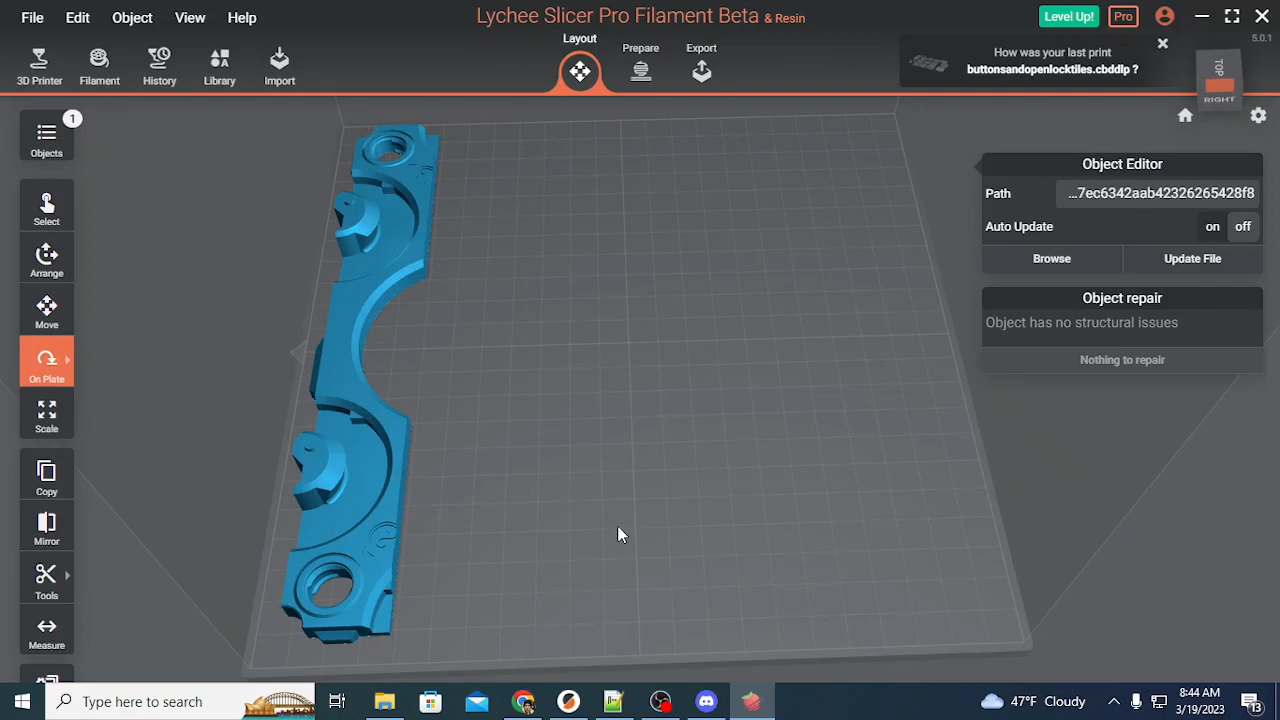 File Edit Object View Help
Lychee Slicer Pro Filament Beta & Resin
Level Up! Pro
5.0.1
3D Printer Filament History Library Import
Layout Prepare Export
How was your last print
buttonsandopenlocktiles.cbddlp ?
TOP
RIGHT
Objects 1
Select
Arrange
Move
On Plate
Scale
Copy
Mirror
Tools
Measure
Object Editor
Path ...7ec6342aab42326265428f8
Auto Update on off
Browse Update File
Object repair
Object has no structural issues
Nothing to repair
Type here to search
47°F Cloudy
8:44 AM
3/19/2023
13